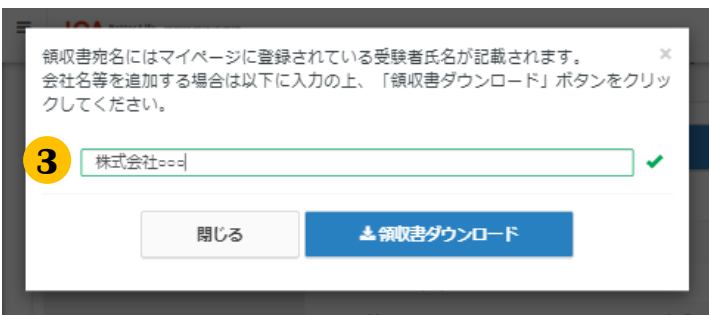 領収書宛名にはマイページに登録されている受験者氏名が記載されます。 ×
会社名等を追加する場合は以下に入力の上、「領収書ダウンロード」ボタンをクリッ
クしてください。
3 株式会社○○○
閉じる 領収書ダウンロード